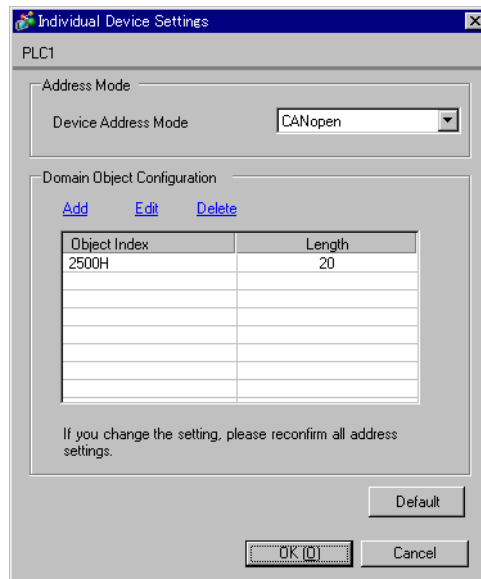 Individual Device Settings
PLC1
Address Mode
Device Address Mode CANopen
Domain Object Configuration
Add Edit Delete
Object Index Length
2500H 20
If you change the setting, please reconfirm all address
settings.
Default
OK (O) Cancel